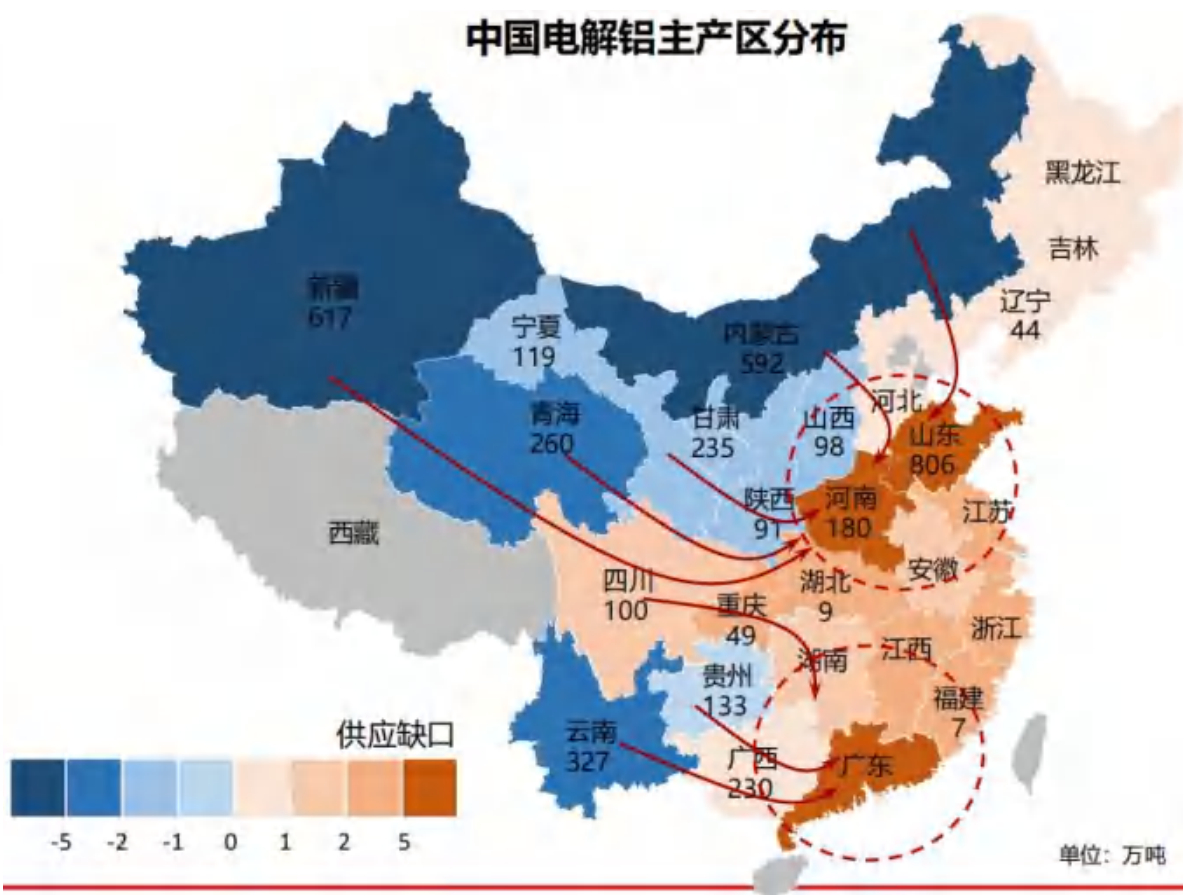 中国电解铝主产区分布
黑龙江
吉林
辽宁
44
新疆
617
宁夏
119
内蒙古
592
青海
260
甘肃
235
山西
98
河北
山东
806
陕西
91
河南
180
江苏
西藏
安徽
四川
100
湖北
9
重庆
49
浙江
湖南
江西
贵州
133
福建
7
云南
327
广西
230
广东
供应缺口
-5 -2 -1 0 1 2 5
单位：万吨